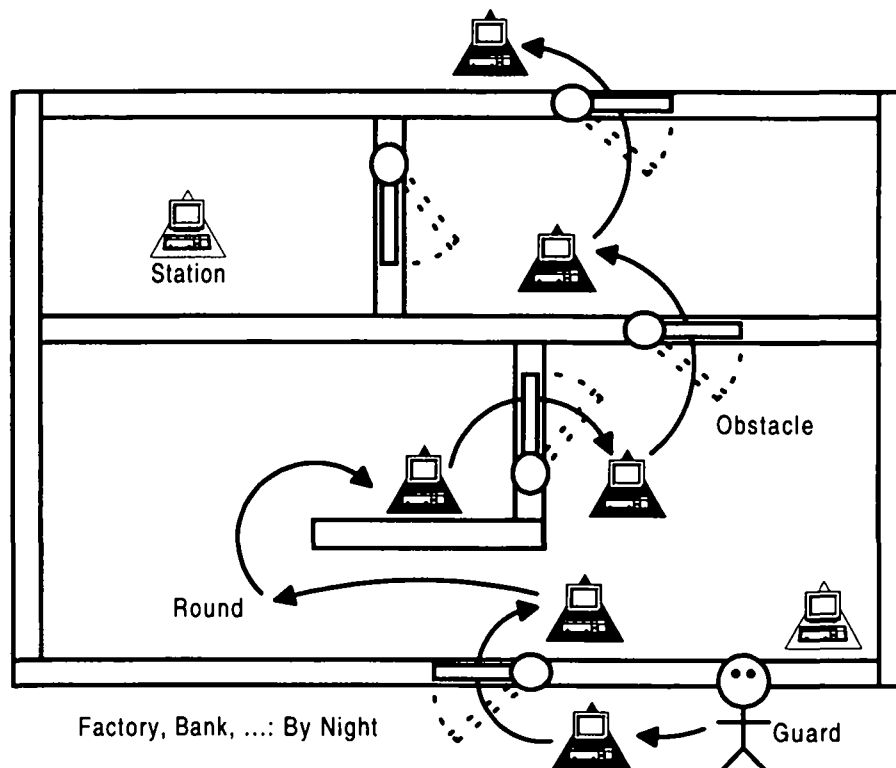 Station
Obstacle
Round
Factory, Bank, ...: By Night
Guard